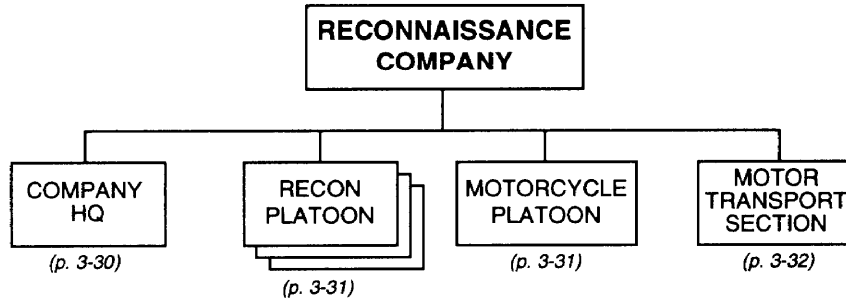 RECONNAISSANCE
COMPANY
COMPANY
HQ
(p. 3-30)
RECON
PLATOON
(p. 3-31)
MOTORCYCLE
PLATOON
(p. 3-31)
MOTOR
TRANSPORT
SECTION
(p. 3-32)